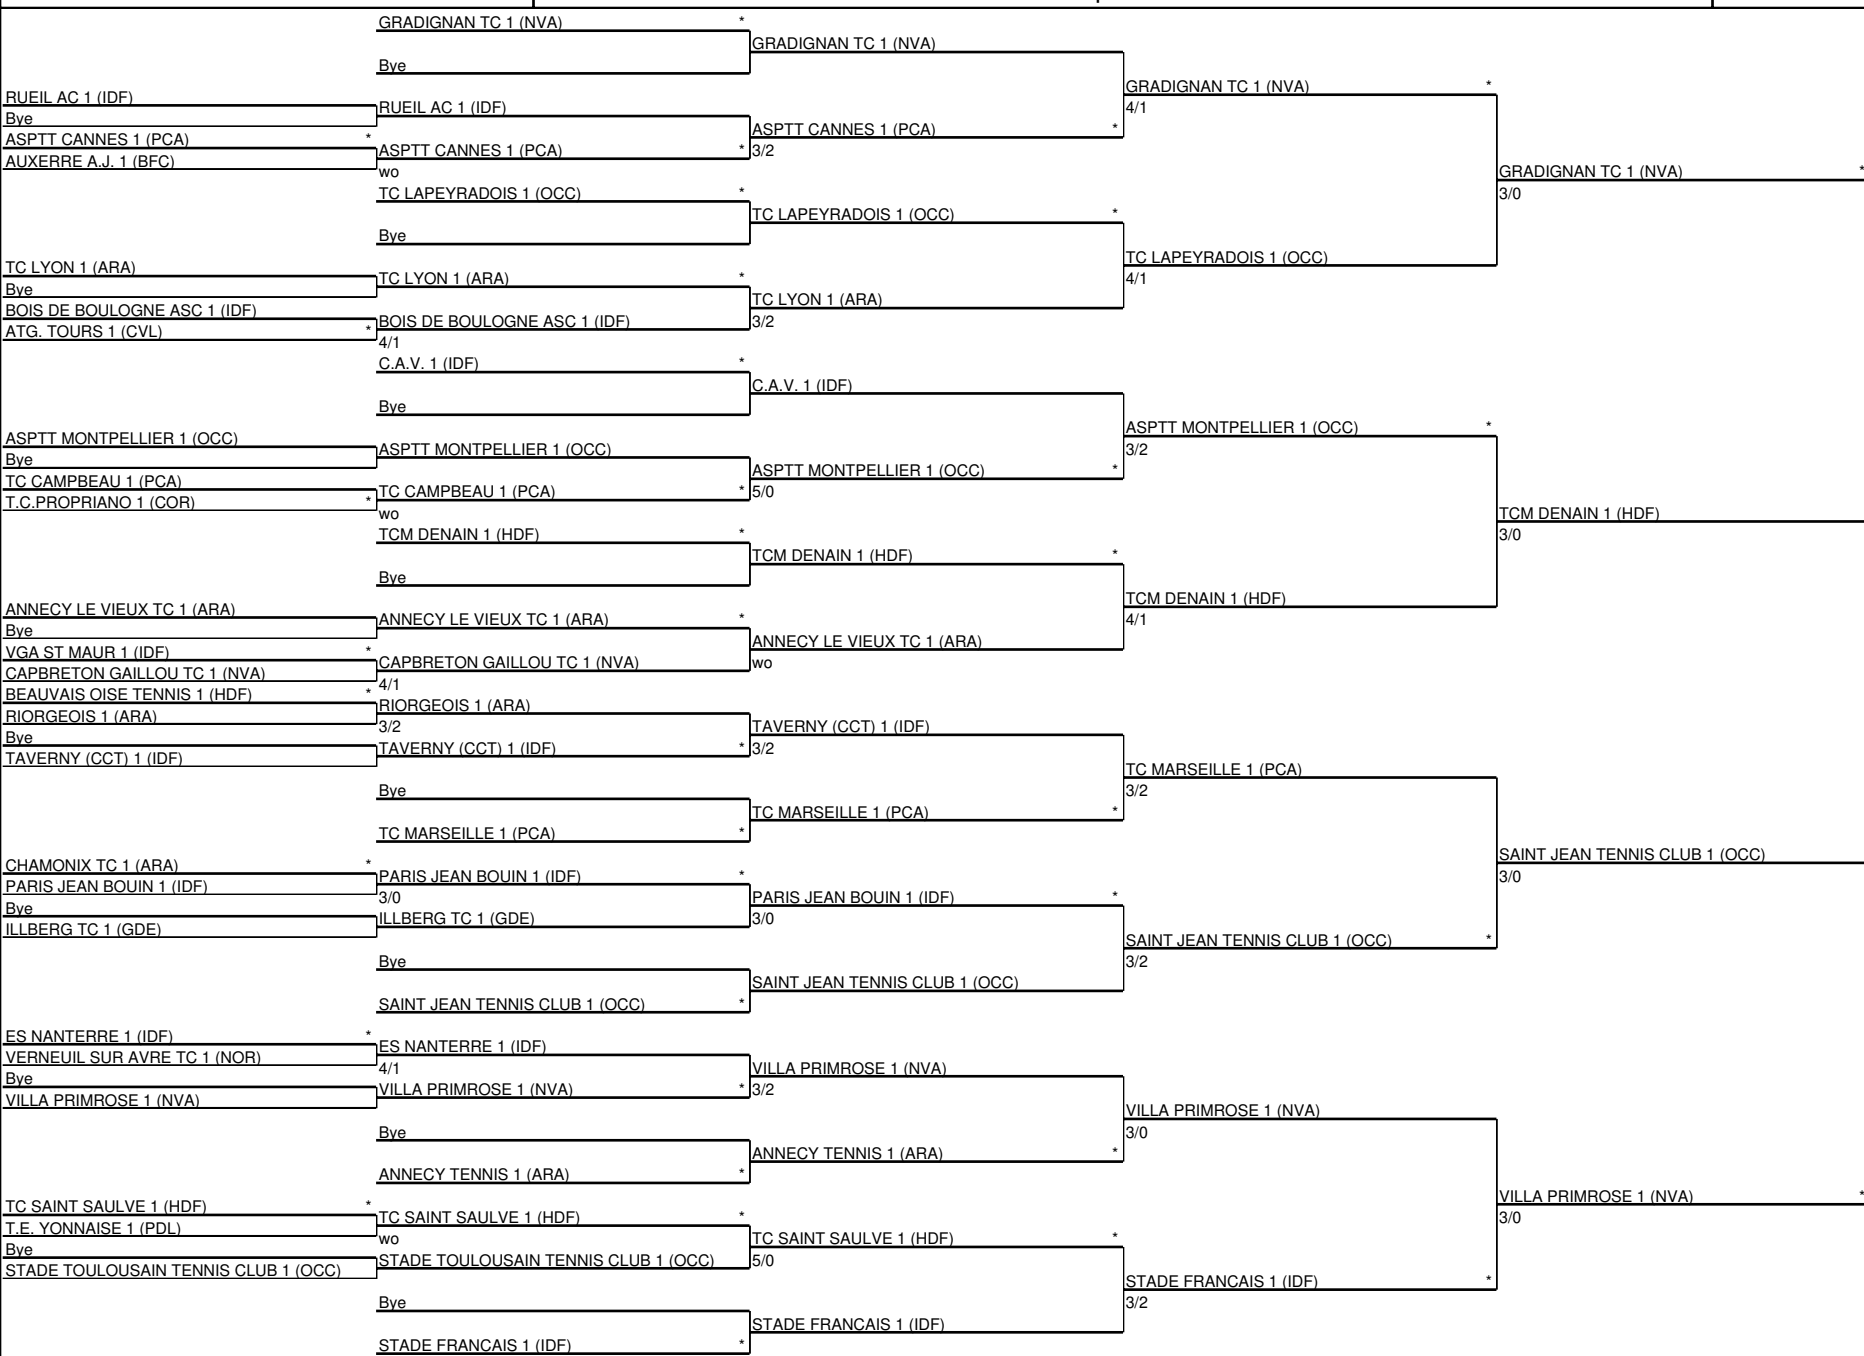 GRADIGNAN TC 1 (NVA) *
GRADIGNAN TC 1 (NVA)
Bye
GRADIGNAN TC 1 (NVA) *
RUEIL AC 1 (IDF)
RUEIL AC 1 (IDF)
4/1
Bye
ASPTT CANNES 1 (PCA) *
ASPTT CANNES 1 (PCA) *
ASPTT CANNES 1 (PCA) *
3/2
AUXERRE A.J. 1 (BFC)
wo
GRADIGNAN TC 1 (NVA) *
TC LAPEYRADOIS 1 (OCC) *
3/0
TC LAPEYRADOIS 1 (OCC) *
Bye
TC LAPEYRADOIS 1 (OCC)
TC LYON 1 (ARA)
TC LYON 1 (ARA) *
4/1
Bye
TC LYON 1 (ARA)
BOIS DE BOULOGNE ASC 1 (IDF)
BOIS DE BOULOGNE ASC 1 (IDF)
3/2
ATG. TOURS 1 (CVL) *
4/1
C.A.V. 1 (IDF) *
C.A.V. 1 (IDF)
Bye
ASPTT MONTPELLIER 1 (OCC) *
ASPTT MONTPELLIER 1 (OCC)
ASPTT MONTPELLIER 1 (OCC)
3/2
Bye
ASPTT MONTPELLIER 1 (OCC) *
TC CAMPBEAU 1 (PCA)
TC CAMPBEAU 1 (PCA) *
5/0
T.C.PROPRIANO 1 (COR) *
wo
TCM DENAIN 1 (HDF)
TCM DENAIN 1 (HDF) *
3/0
TCM DENAIN 1 (HDF) *
Bye
TCM DENAIN 1 (HDF)
ANNECY LE VIEUX TC 1 (ARA)
ANNECY LE VIEUX TC 1 (ARA) *
4/1
Bye
ANNECY LE VIEUX TC 1 (ARA)
VGA ST MAUR 1 (IDF) *
CAPBRETON GAILLOU TC 1 (NVA)
wo
CAPBRETON GAILLOU TC 1 (NVA)
4/1
BEAUVAIS OISE TENNIS 1 (HDF) *
RIORGEOIS 1 (ARA)
RIORGEOIS 1 (ARA)
3/2
TAVERNY (CCT) 1 (IDF)
Bye
TAVERNY (CCT) 1 (IDF) *
3/2
TAVERNY (CCT) 1 (IDF)
TC MARSEILLE 1 (PCA)
Bye
3/2
TC MARSEILLE 1 (PCA) *
TC MARSEILLE 1 (PCA) *
SAINT JEAN TENNIS CLUB 1 (OCC)
CHAMONIX TC 1 (ARA) *
PARIS JEAN BOUIN 1 (IDF) *
3/0
PARIS JEAN BOUIN 1 (IDF)
3/0
PARIS JEAN BOUIN 1 (IDF) *
Bye
ILLBERG TC 1 (GDE)
3/0
ILLBERG TC 1 (GDE)
SAINT JEAN TENNIS CLUB 1 (OCC) *
Bye
3/2
SAINT JEAN TENNIS CLUB 1 (OCC)
SAINT JEAN TENNIS CLUB 1 (OCC) *
ES NANTERRE 1 (IDF) *
ES NANTERRE 1 (IDF)
VERNEUIL SUR AVRE TC 1 (NOR)
4/1
VILLA PRIMROSE 1 (NVA)
Bye
VILLA PRIMROSE 1 (NVA) *
3/2
VILLA PRIMROSE 1 (NVA)
VILLA PRIMROSE 1 (NVA)
Bye
3/0
ANNECY TENNIS 1 (ARA) *
ANNECY TENNIS 1 (ARA) *
VILLA PRIMROSE 1 (NVA) *
TC SAINT SAULVE 1 (HDF) *
TC SAINT SAULVE 1 (HDF) *
3/0
T.E. YONNAISE 1 (PDL)
wo
TC SAINT SAULVE 1 (HDF) *
Bye
STADE TOULOUSAIN TENNIS CLUB 1 (OCC)
5/0
STADE TOULOUSAIN TENNIS CLUB 1 (OCC)
STADE FRANCAIS 1 (IDF) *
Bye
3/2
STADE FRANCAIS 1 (IDF)
STADE FRANCAIS 1 (IDF) *